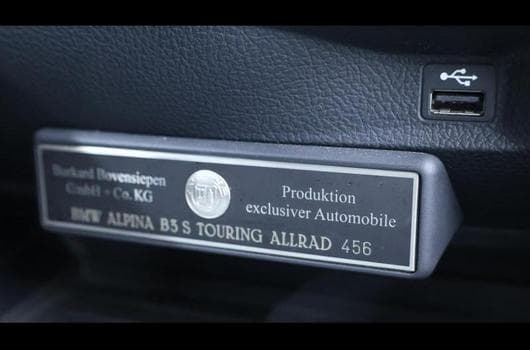 Burkard Bovensiepen
GmbH + Co. KG
Produktion
exclusiver Automobile
BMW ALPINA B3 S TOURING ALLRAD 456